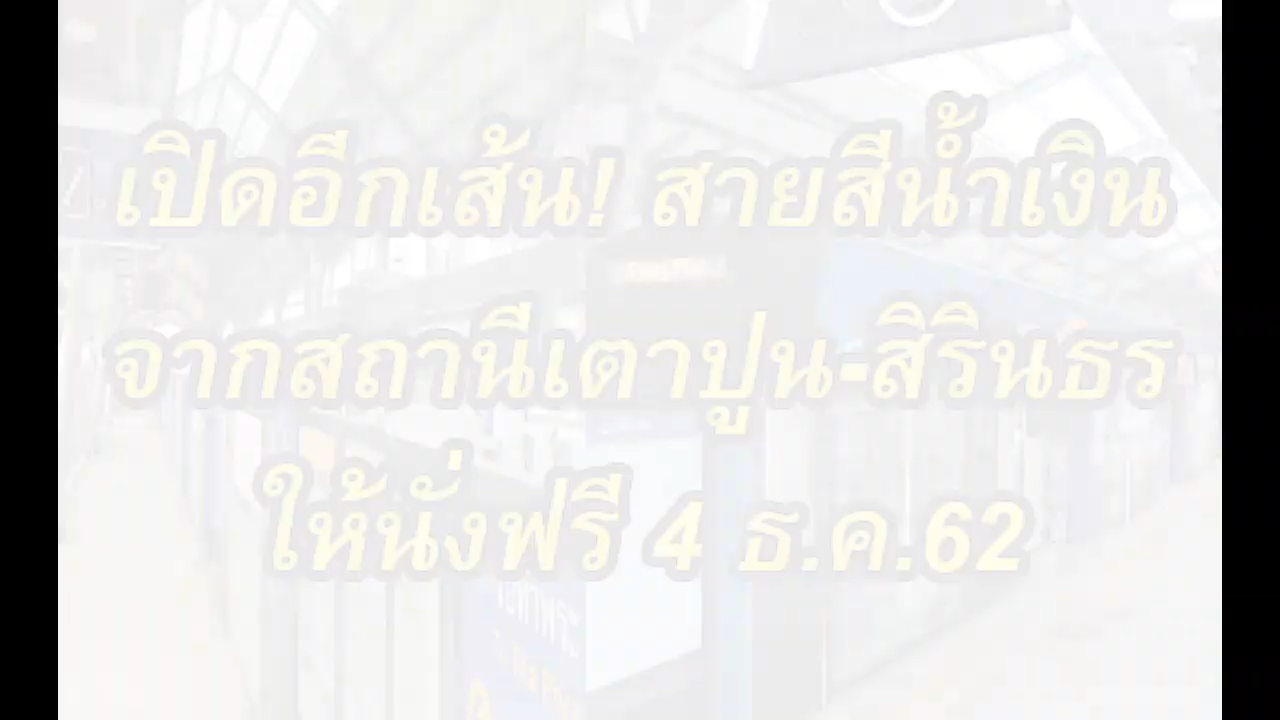 เปิดอีกเส้น! สายสีน้ำเงิน
จากสถานีเตาปูน-สิรินธร
ให้นั่งฟรี 4 ธ.ค.62